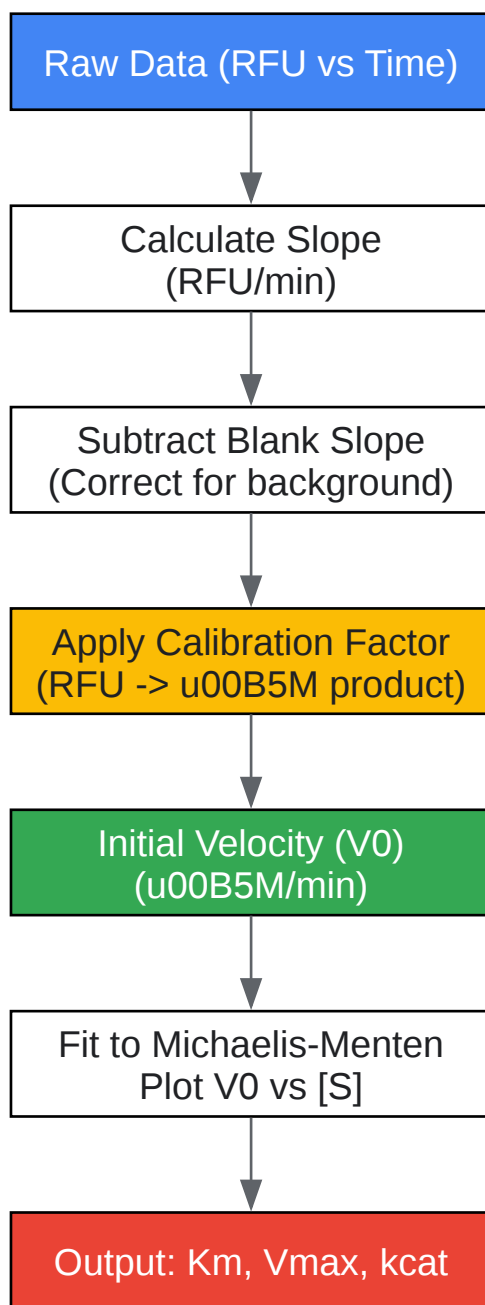 Raw Data (RFU vs Time)
Calculate Slope
(RFU/min)
Subtract Blank Slope
(Correct for background)
Apply Calibration Factor
(RFU -> u00B5M product)
Initial Velocity (V0)
(u00B5M/min)
Fit to Michaelis-Menten
Plot V0 vs [S]
Output: Km, Vmax, kcat